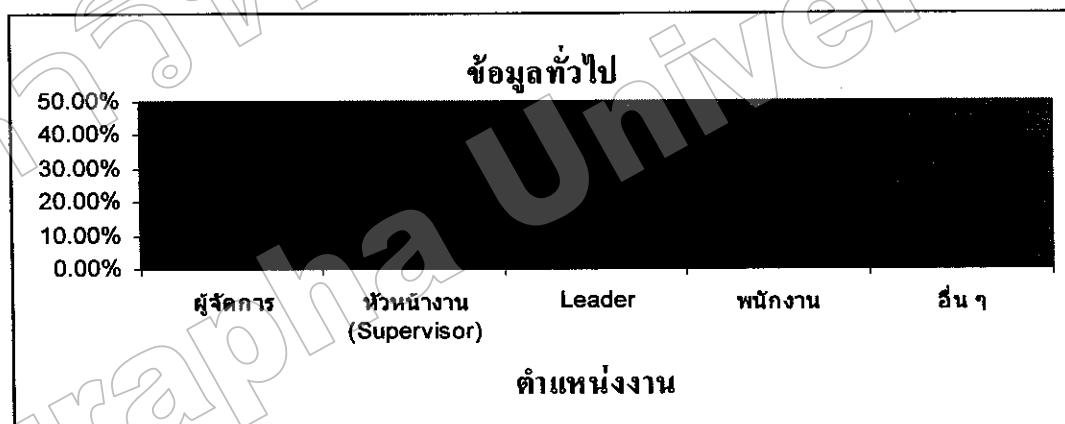 ข้อมูลทั่วไป
50.00%
40.00%
30.00%
20.00%
10.00%
0.00%
ผู้จัดการ
หัวหน้างาน
(Supervisor)
Leader
พนักงาน
อื่น ๆ
ตำแหน่งงาน